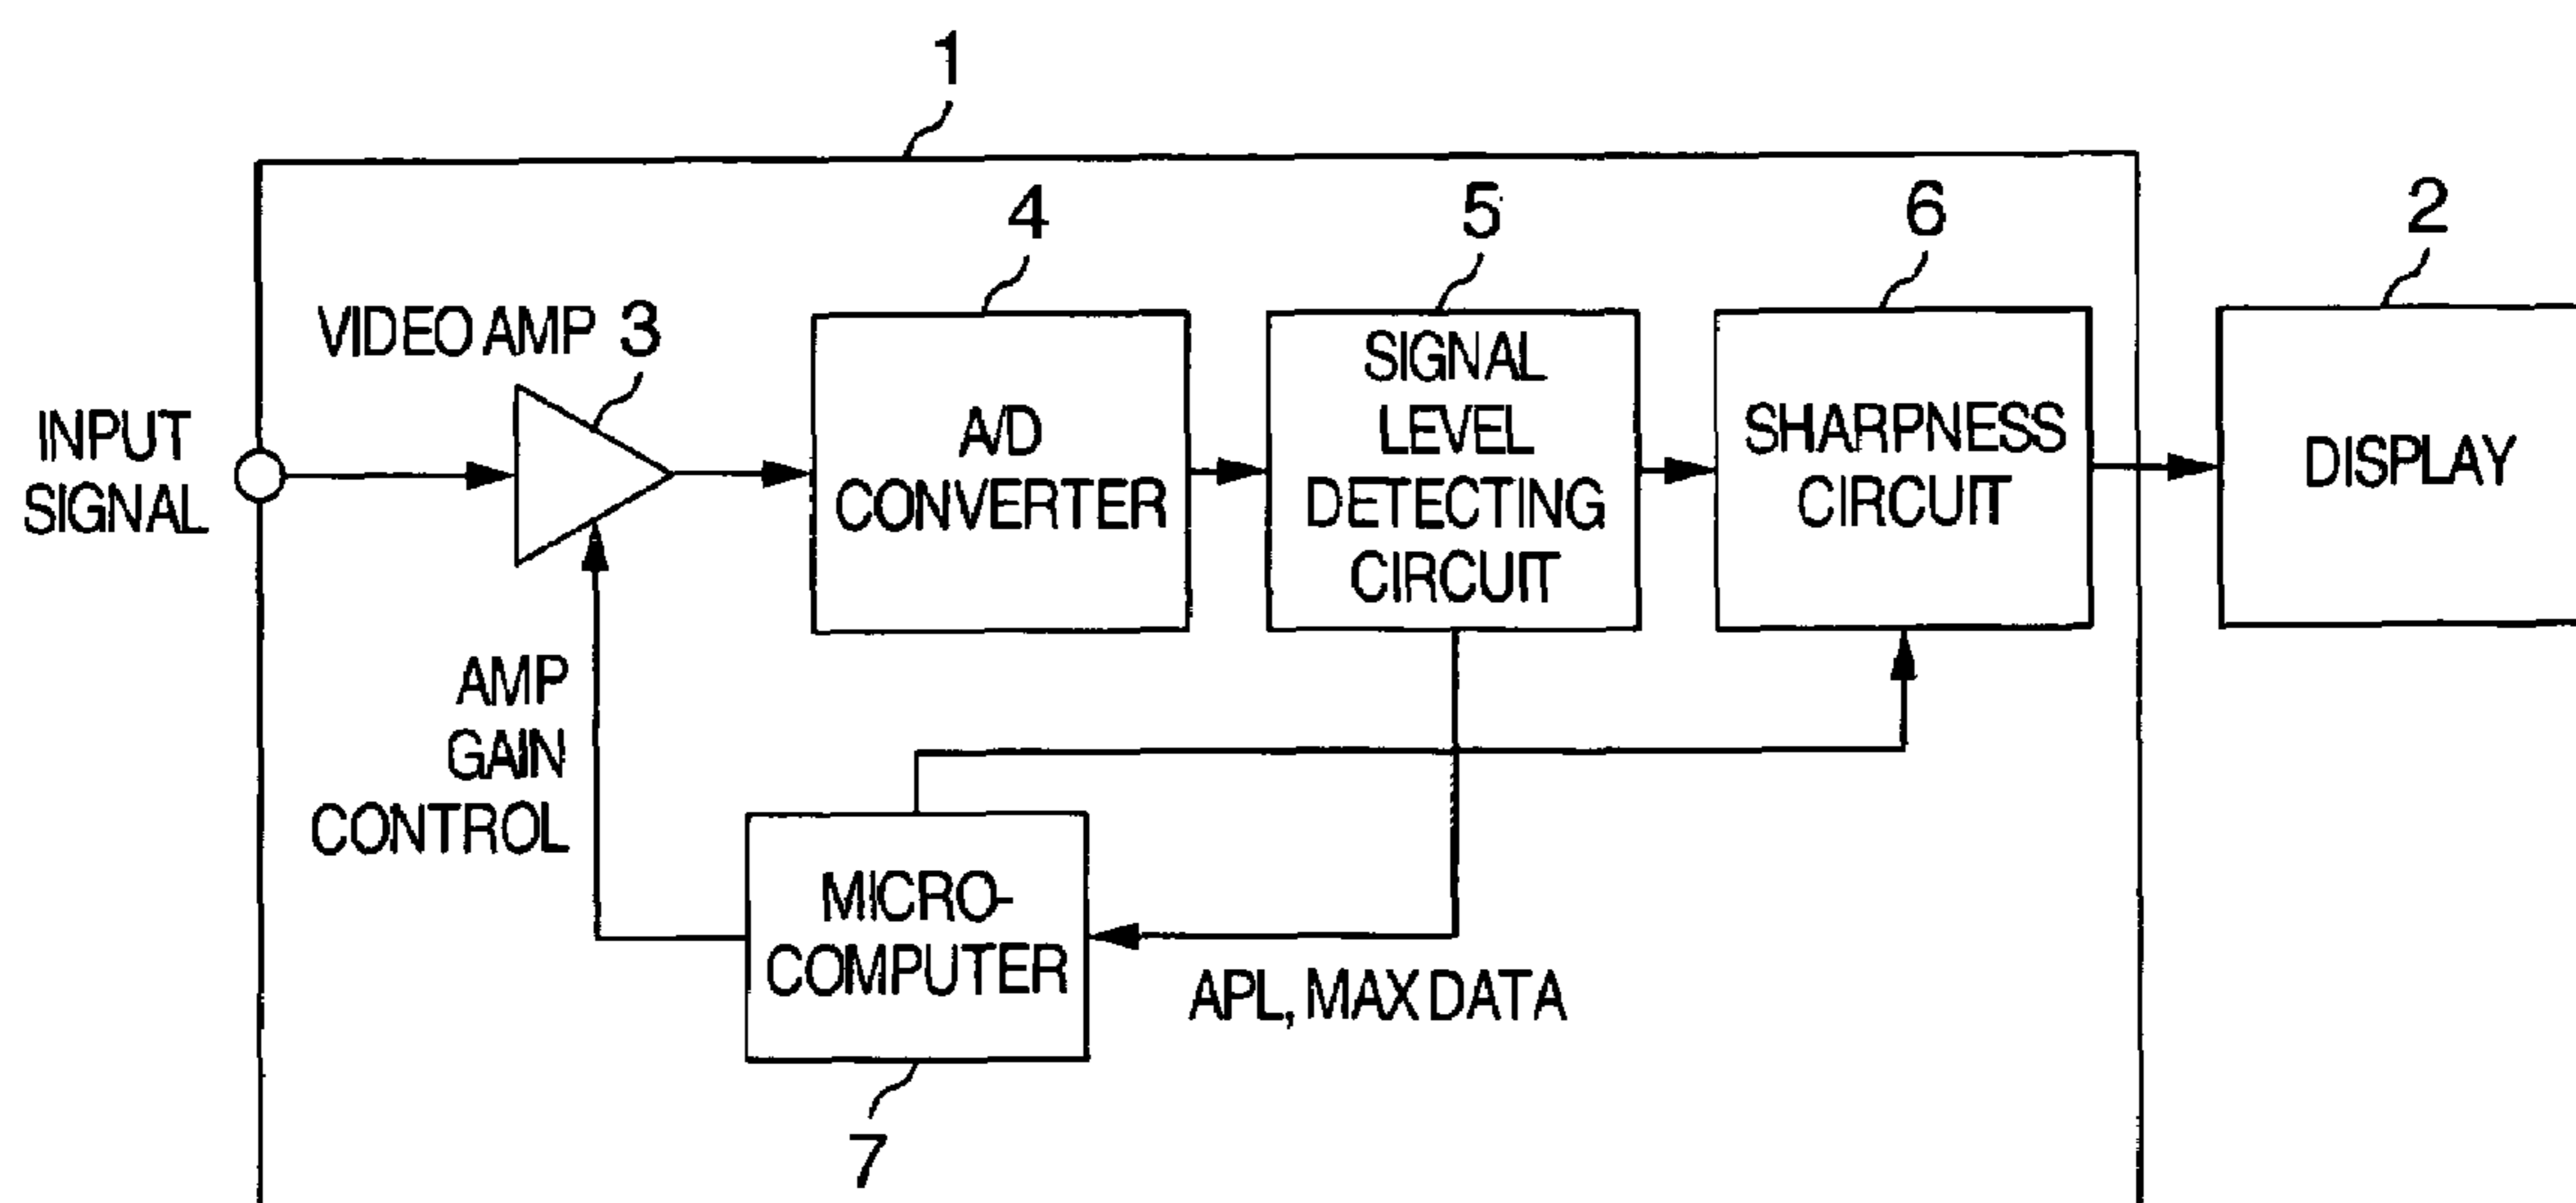 1
4
5
6
2
VIDEO AMP 3
INPUT
SIGNAL
A/D
CONVERTER
SIGNAL
LEVEL
DETECTING
CIRCUIT
SHARPNESS
CIRCUIT
DISPLAY
AMP
GAIN
CONTROL
MICRO-
COMPUTER
APL, MAX DATA
7